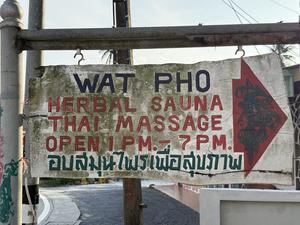 WAT PHO
HERBAL SAUNA
THAI MASSAGE
OPEN 1 P.M. - 7 P.M.
อบสมุนไพรเพื่อสุขภาพ